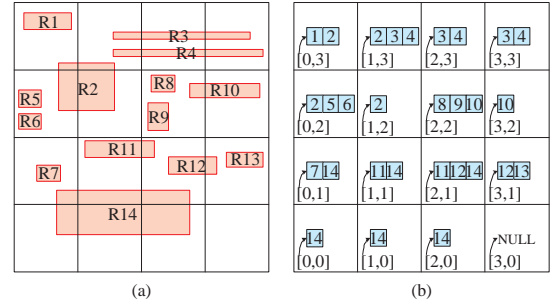 R1
R3
R4
R2
R8
R10
R5
R9
R6
R11
R12
R13
R7
R14
(a)
1 2
2 3 4
3 4
3 4
[0,3]
[1,3]
[2,3]
[3,3]
2 5 6
2
8 9 10
10
[0,2]
[1,2]
[2,2]
[3,2]
7 14
11 14
11 12 14
12 13
[0,1]
[1,1]
[2,1]
[3,1]
14
14
14
NULL
[0,0]
[1,0]
[2,0]
[3,0]
(b)